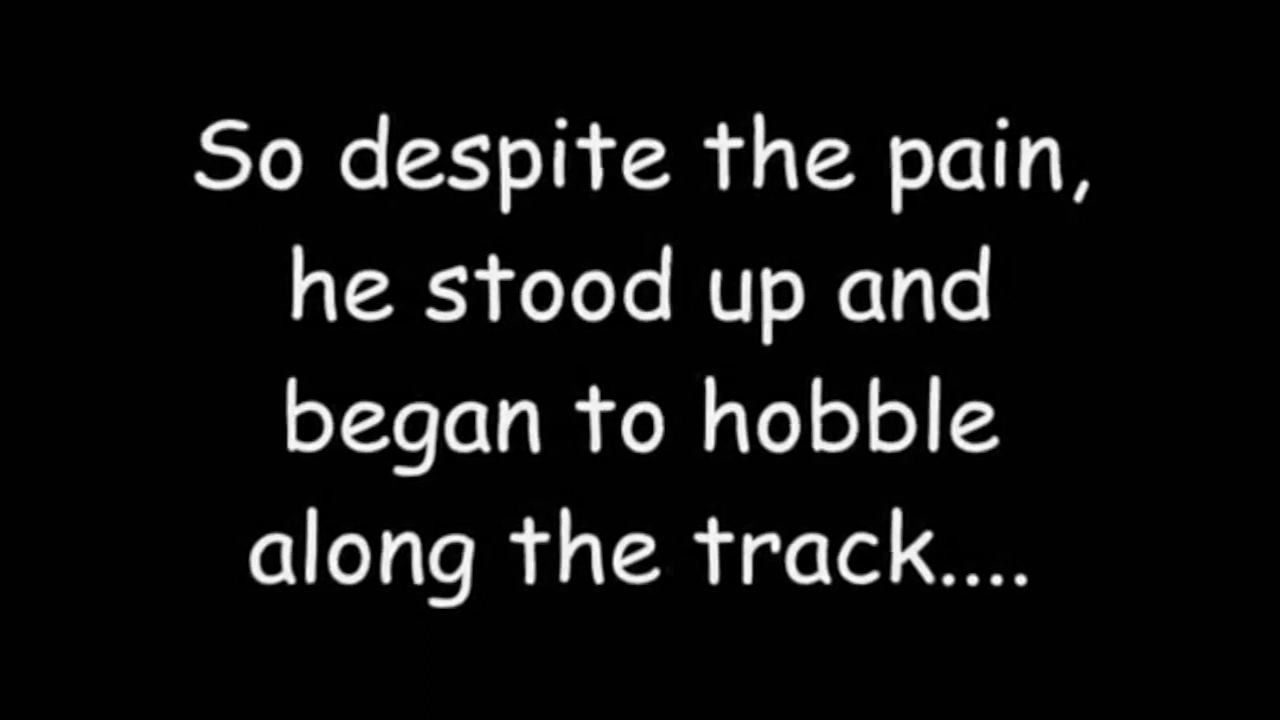 So despite the pain,
he stood up and
began to hobble
along the track....